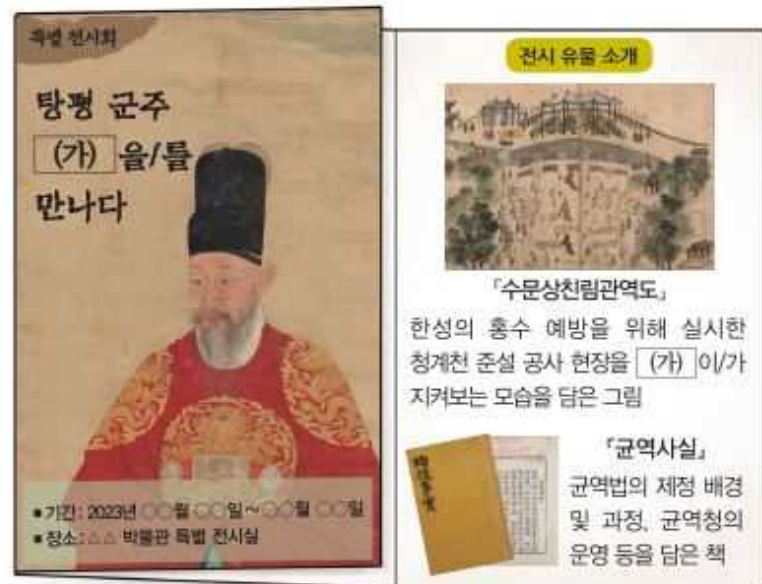 특별 전시회
탕평 군주
(가) 을/를
만나다
■ 기간: 2023년 ○○월 ○○일~○○월 ○○일
■ 장소: △△ 박물관 특별 전시실
전시 유물 소개
『수문상친림관역도』
한성의 홍수 예방을 위해 실시한
청계천 준설 공사 현장을 (가) 이/가
지켜보는 모습을 담은 그림
『균역사실』
균역법의 제정 배경
및 과정, 균역청의
운영 등을 담은 책